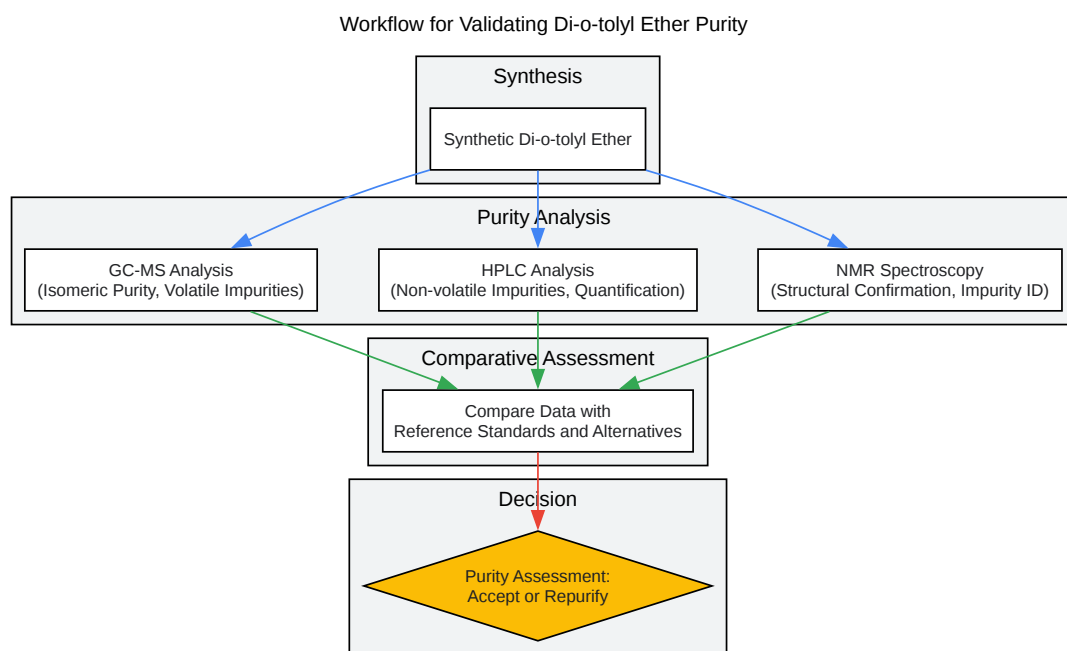 Workflow for Validating Di-o-tolyl Ether Purity
Synthesis
Synthetic Di-o-tolyl Ether
Purity Analysis
GC-MS Analysis
(Isomeric Purity, Volatile Impurities)
HPLC Analysis
(Non-volatile Impurities, Quantification)
NMR Spectroscopy
(Structural Confirmation, Impurity ID)
Comparative Assessment
Compare Data with
Reference Standards and Alternatives
Decision
Purity Assessment:
Accept or Repurify